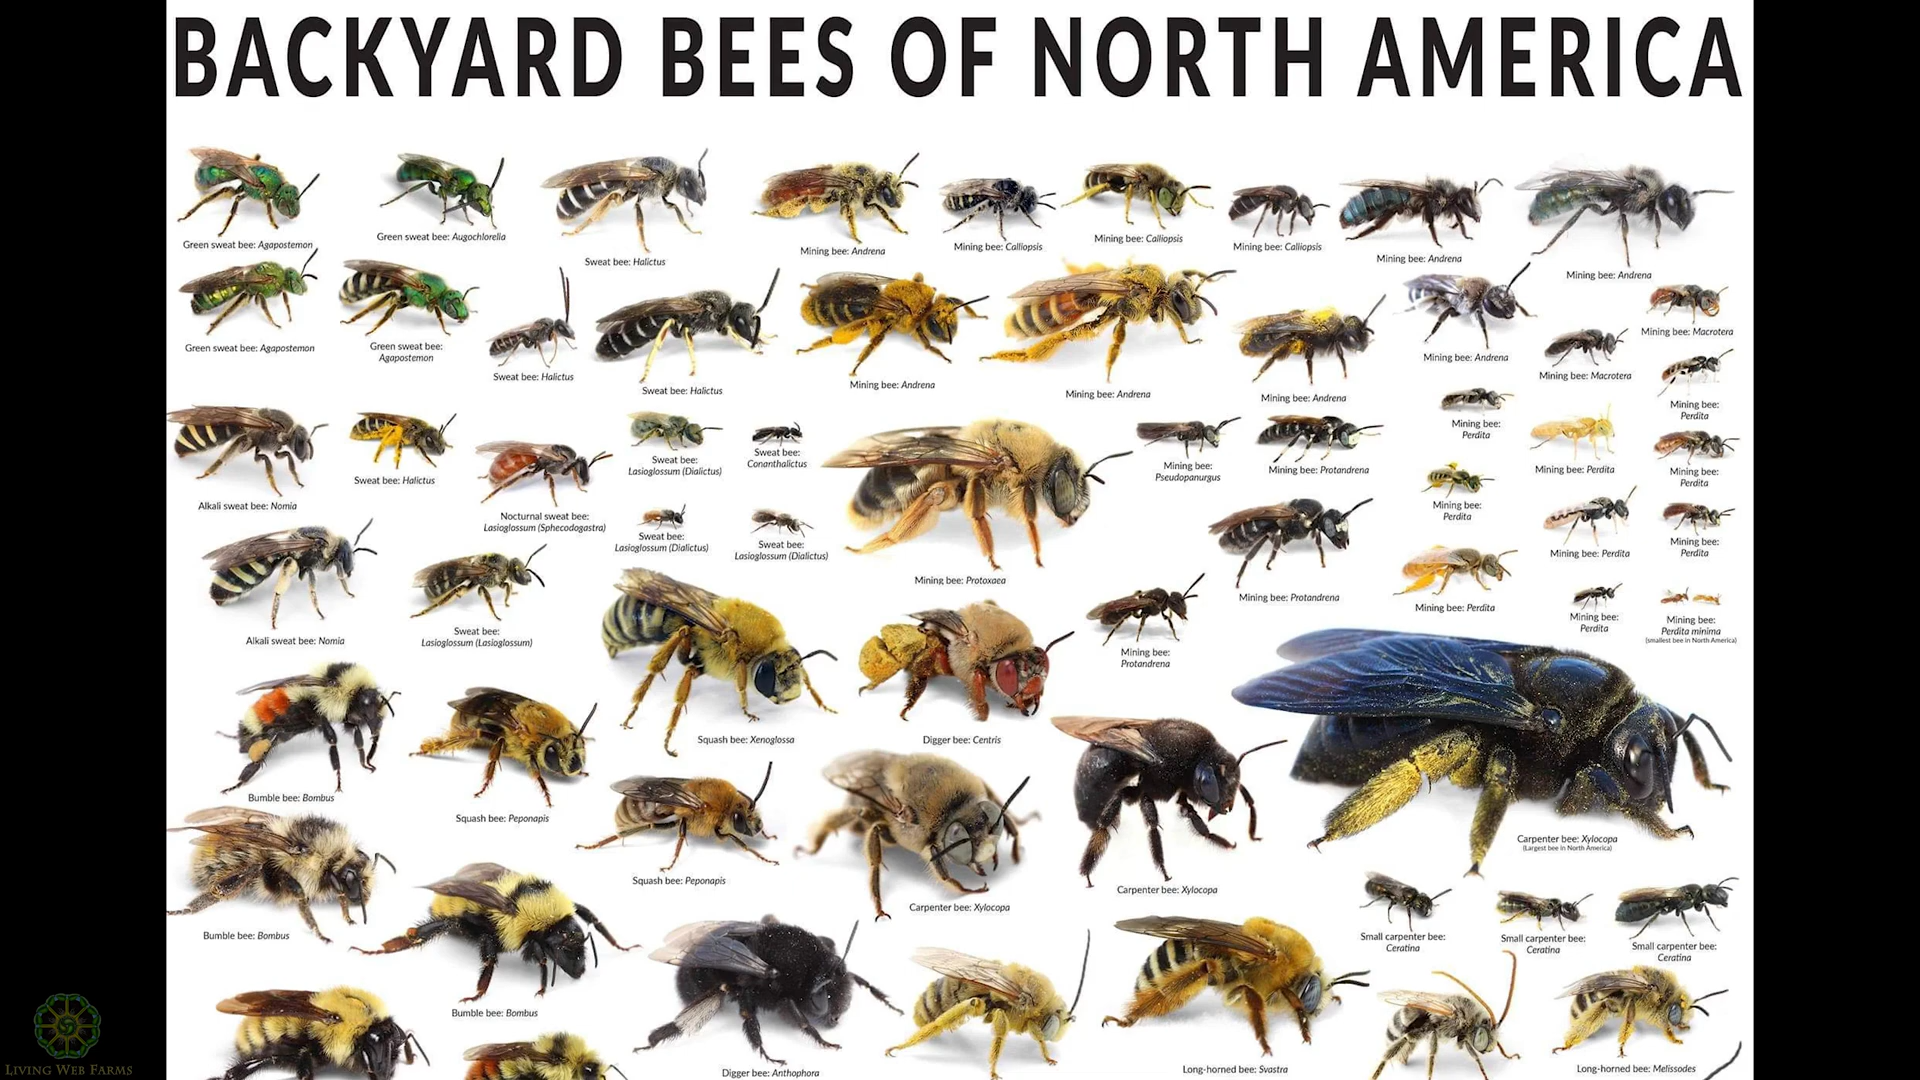 BACKYARD BEES OF NORTH AMERICA
Green sweat bee: Agapostemon
Green sweat bee: Augochlorella
Sweat bee: Halictus
Mining bee: Andrena
Mining bee: Calliopsis
Mining bee: Calliopsis
Mining bee: Calliopsis
Mining bee: Andrena
Mining bee: Andrena
Green sweat bee: Agapostemon
Green sweat bee:
Agapostemon
Sweat bee: Halictus
Sweat bee: Halictus
Mining bee: Andrena
Mining bee: Andrena
Mining bee: Andrena
Mining bee: Andrena
Mining bee: Macrotera
Mining bee: Macrotera
Mining bee:
Perdita
Alkali sweat bee: Nomia
Sweat bee: Halictus
Nocturnal sweat bee:
Lasioglossum (Sphecodogastra)
Sweat bee:
Lasioglossum (Dialictus)
Sweat bee:
Conanthalictus
Sweat bee:
Lasioglossum (Dialictus)
Sweat bee:
Lasioglossum (Dialictus)
Mining bee: Protoxaea
Mining bee:
Pseudopanurgus
Mining bee: Protandrena
Mining bee:
Perdita
Mining bee: Perdita
Mining bee:
Perdita
Mining bee:
Perdita
Mining bee: Perdita
Mining bee:
Perdita
Alkali sweat bee: Nomia
Sweat bee:
Lasioglossum (Lasioglossum)
Mining bee: Protandrena
Mining bee: Perdita
Mining bee:
Perdita
Mining bee:
Perdita minima
(smallest bee in North America)
Mining bee:
Protandrena
Squash bee: Xenoglossa
Digger bee: Centris
Bumble bee: Bombus
Squash bee: Peponapis
Squash bee: Peponapis
Carpenter bee: Xylocopa
Carpenter bee: Xylocopa
Carpenter bee: Xylocopa
(Largest bee in North America)
Bumble bee: Bombus
Small carpenter bee:
Ceratina
Small carpenter bee:
Ceratina
Small carpenter bee:
Ceratina
Bumble bee: Bombus
Digger bee: Anthophora
Long-horned bee: Svastra
Long-horned bee: Melissodes
LIVING WEB FARMS